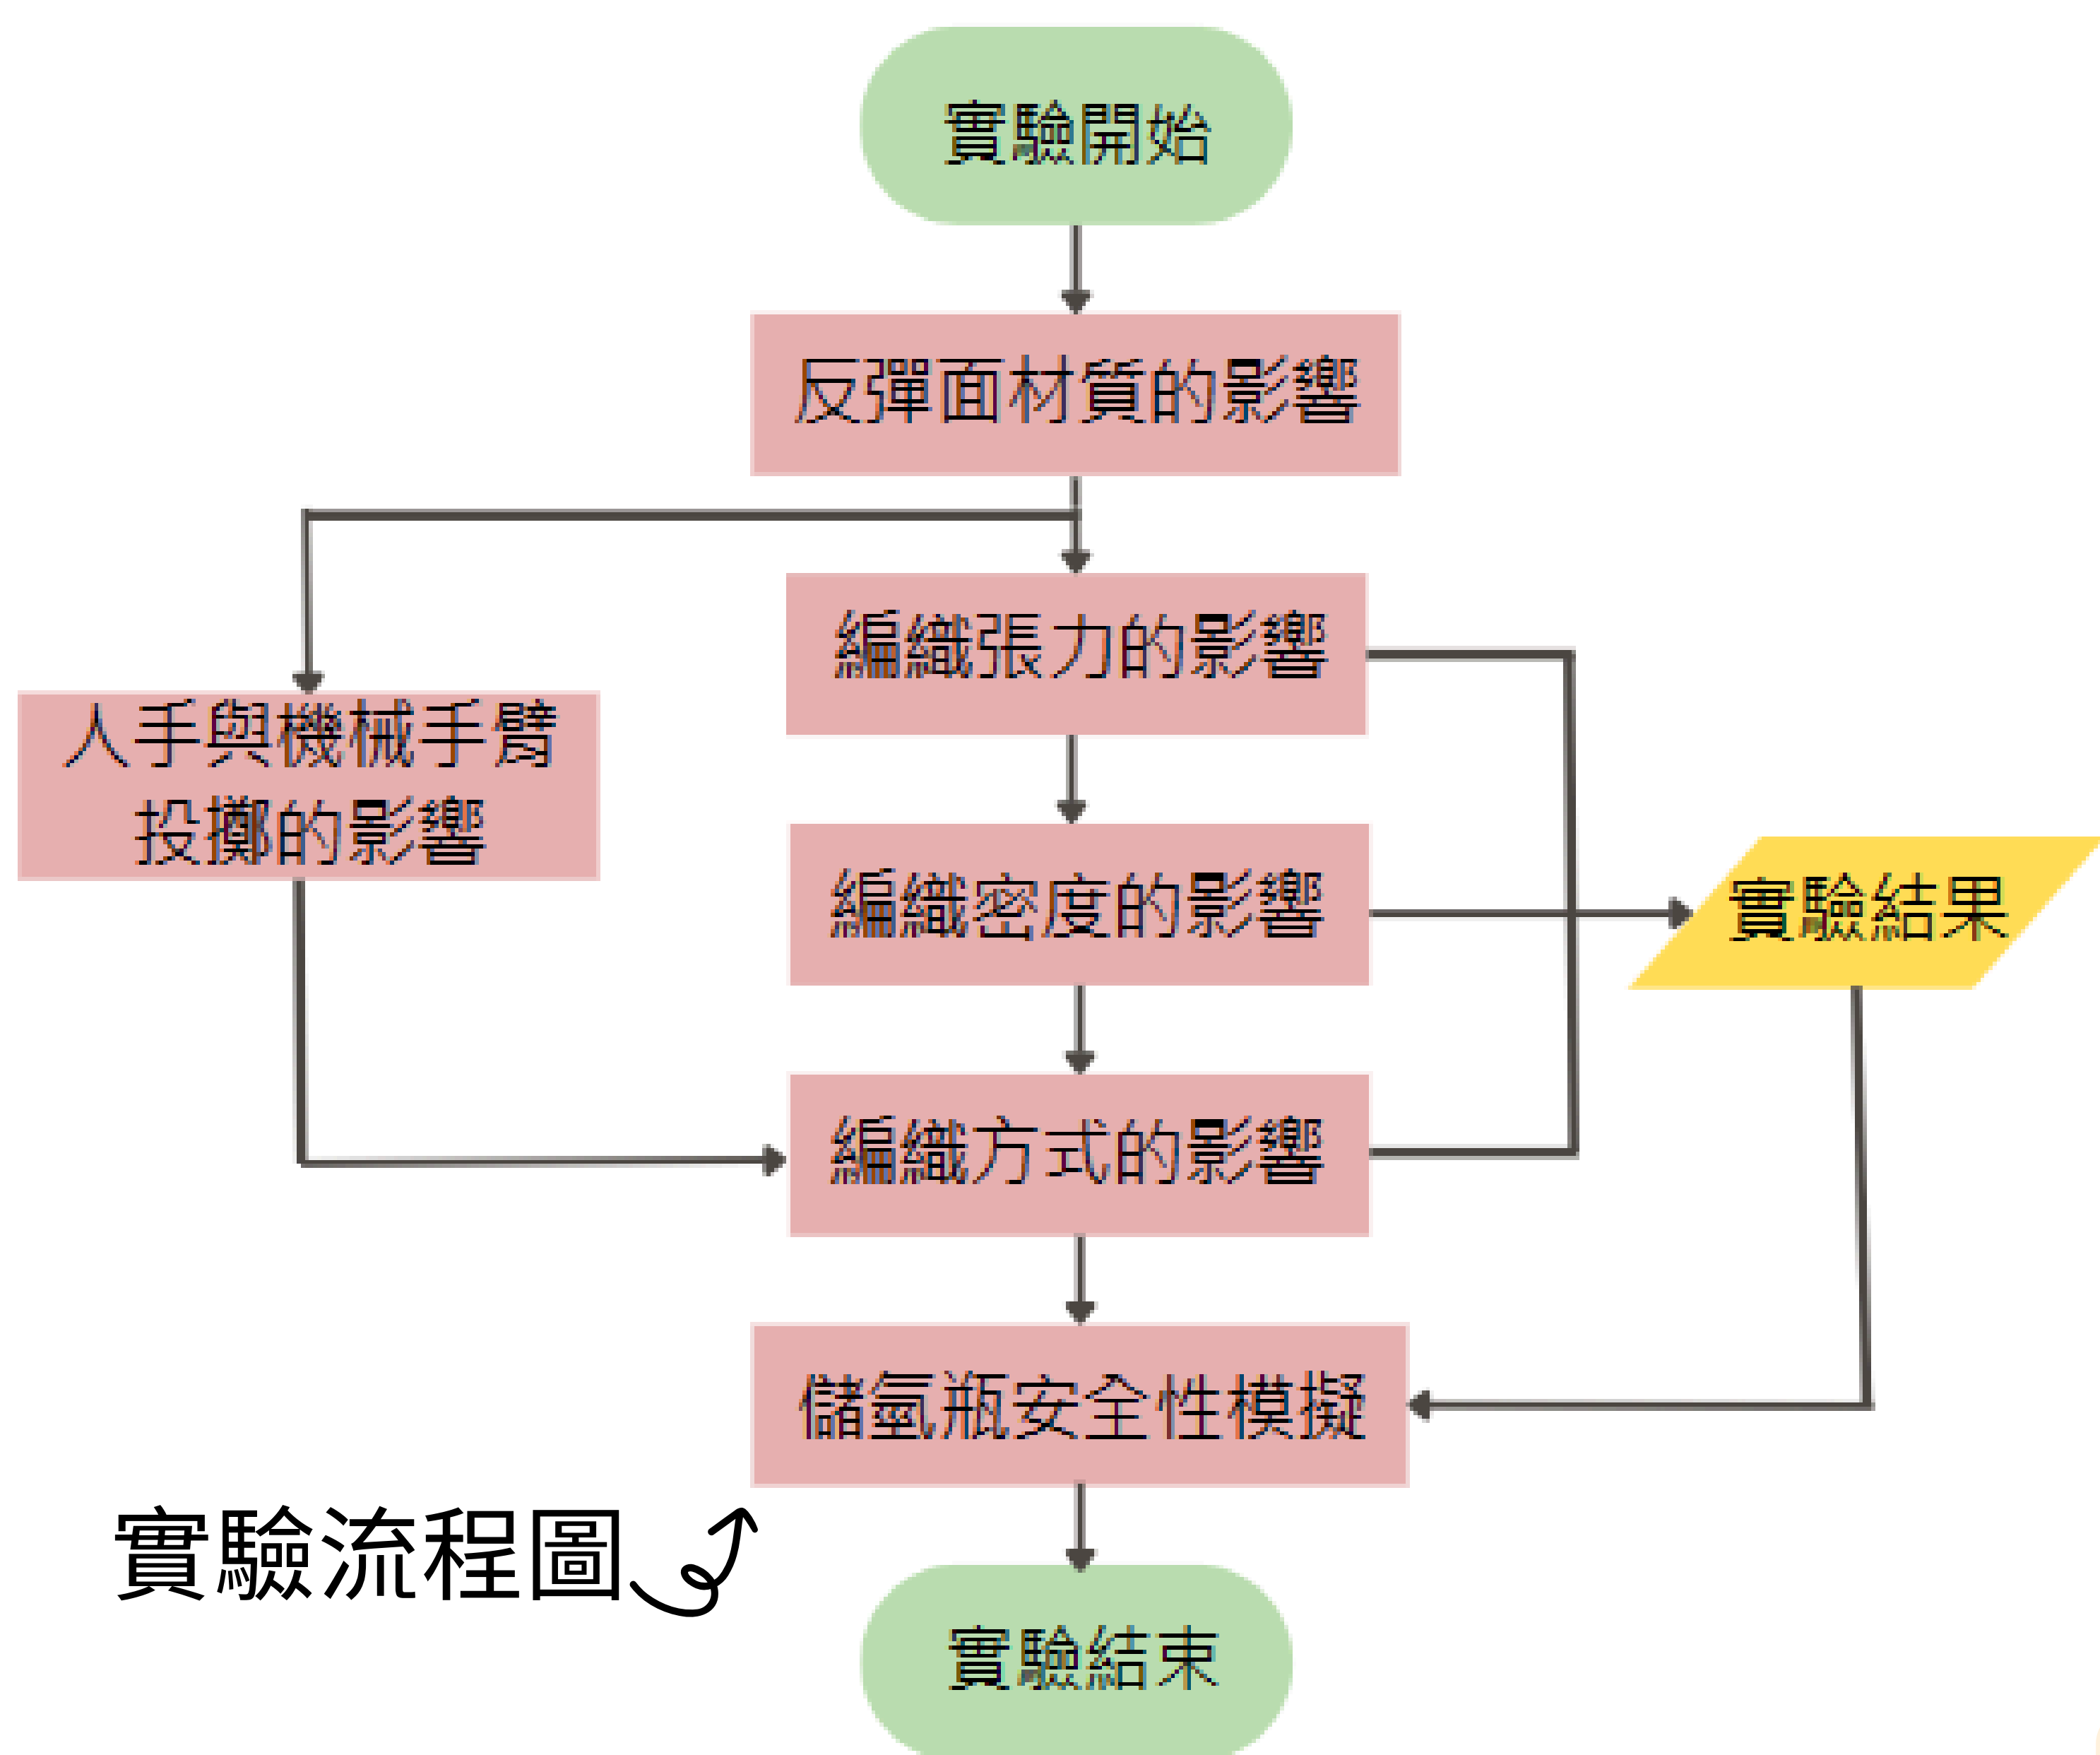 實驗開始
反彈面材質的影響
編織張力的影響
人手與機械手臂
投擲的影響
編織密度的影響
實驗結果
編織方式的影響
儲氫瓶安全性模擬
實驗流程圖
實驗結束